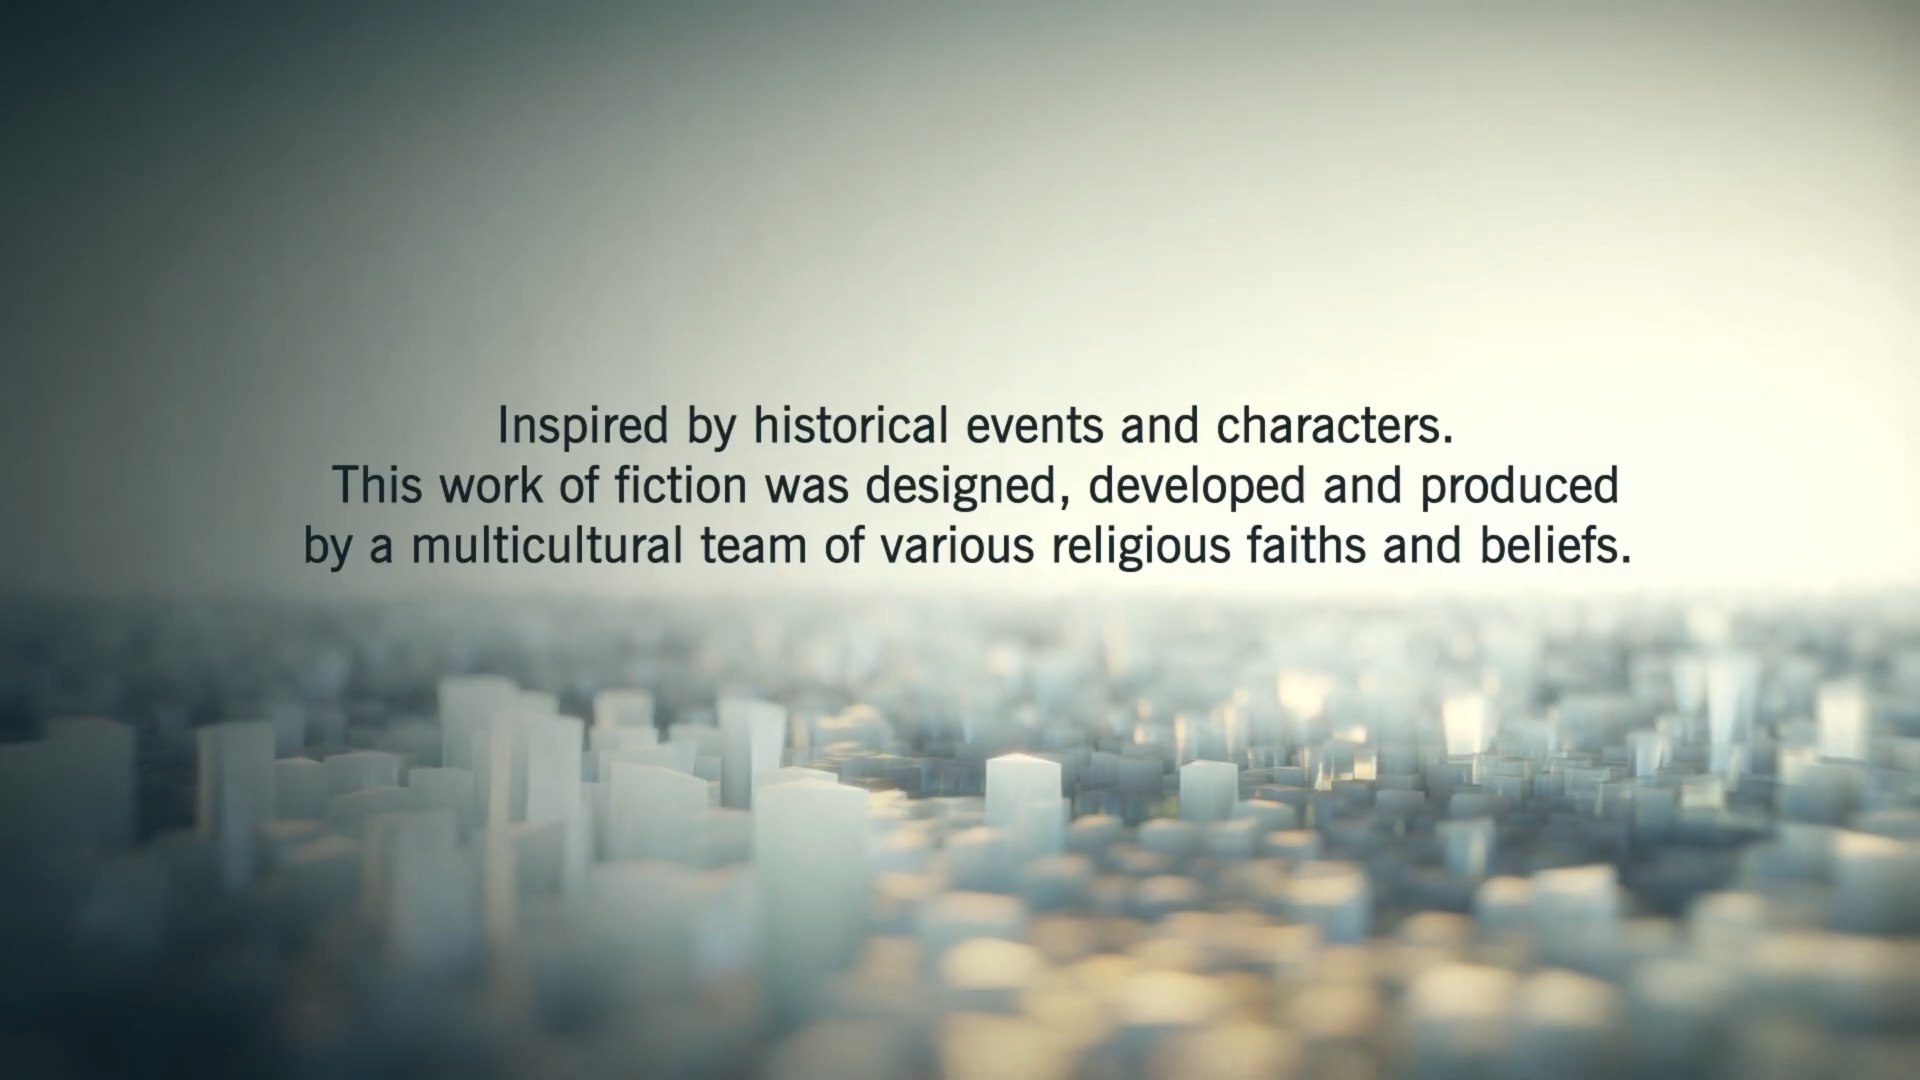 Inspired by historical events and characters.
This work of fiction was designed, developed and produced
by a multicultural team of various religious faiths and beliefs.